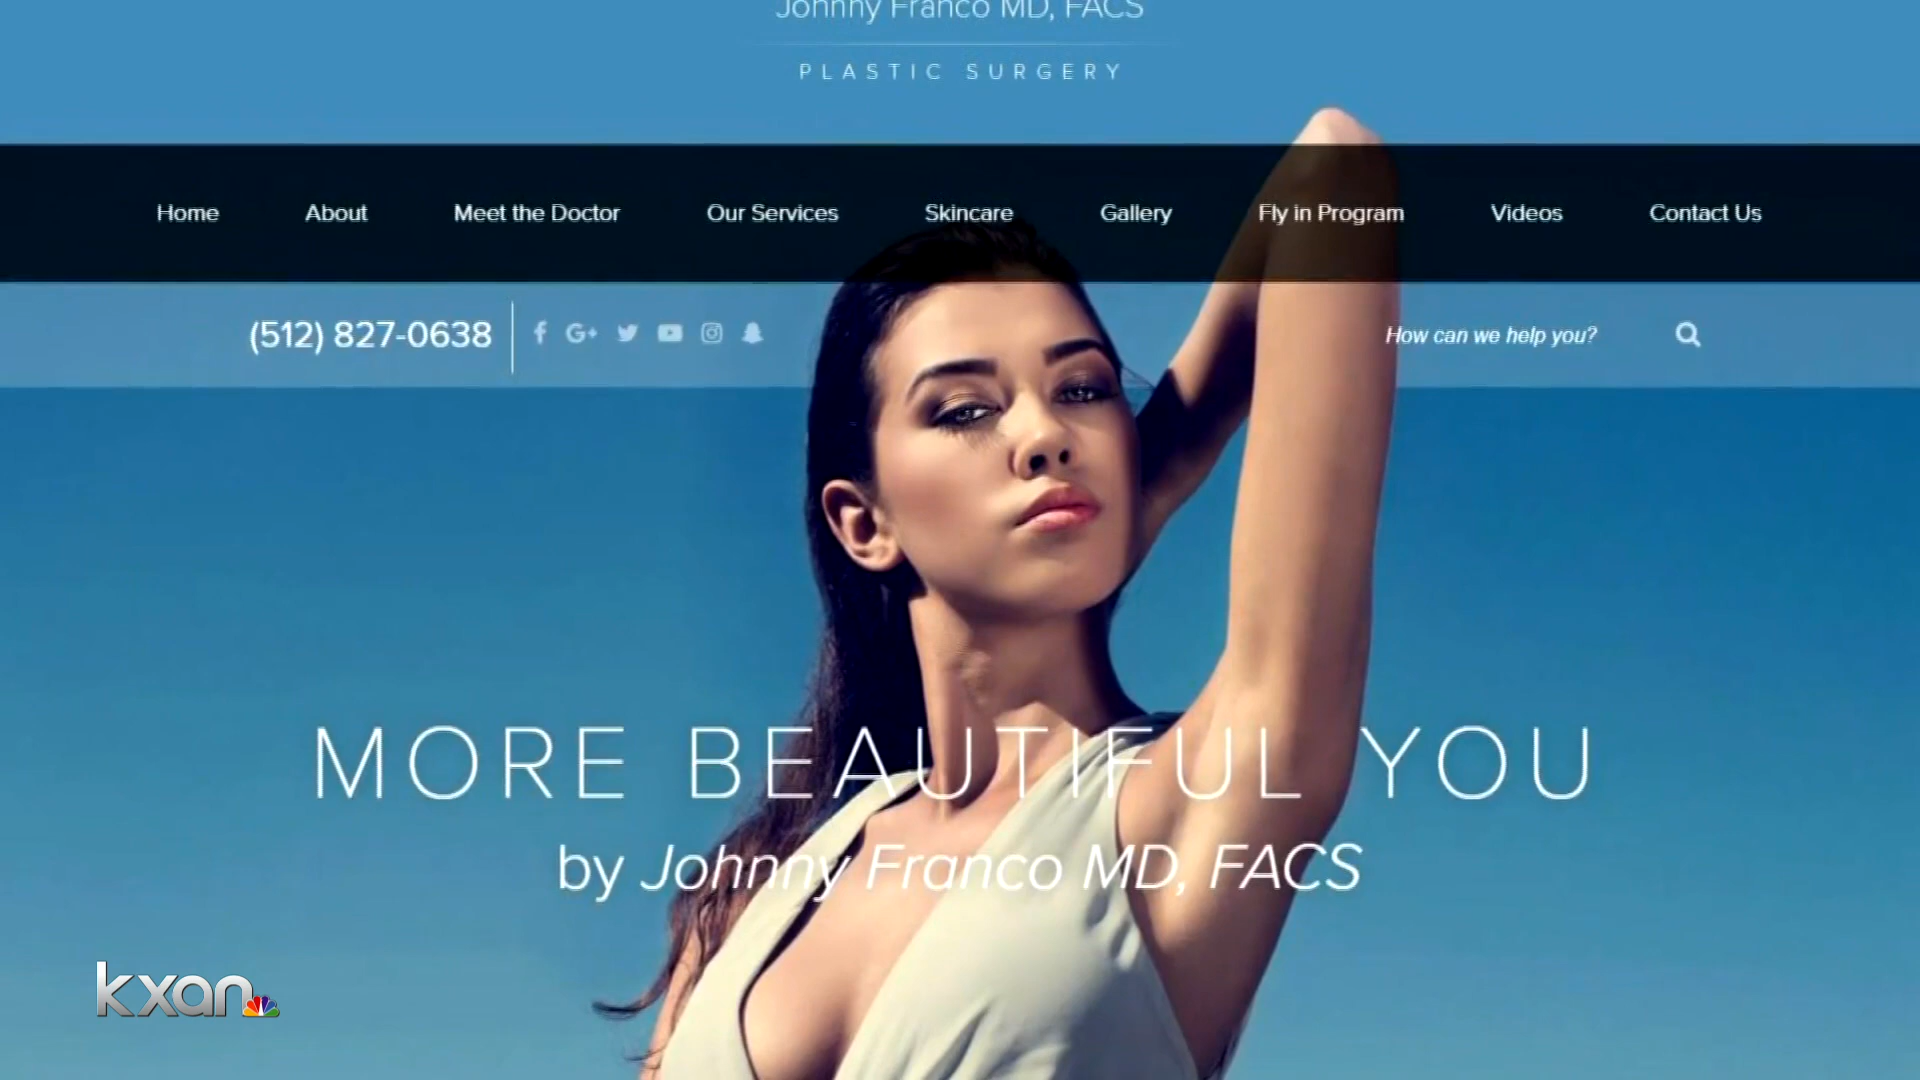 Johnny Franco MD, FACS
PLASTIC SURGERY
Home About Meet the Doctor Our Services Skincare Gallery Fly in Program Videos Contact Us
(512) 827-0638 G+ How can we help you?
MORE BEAUTIFUL YOU
by Johnny Franco MD, FACS
kxan